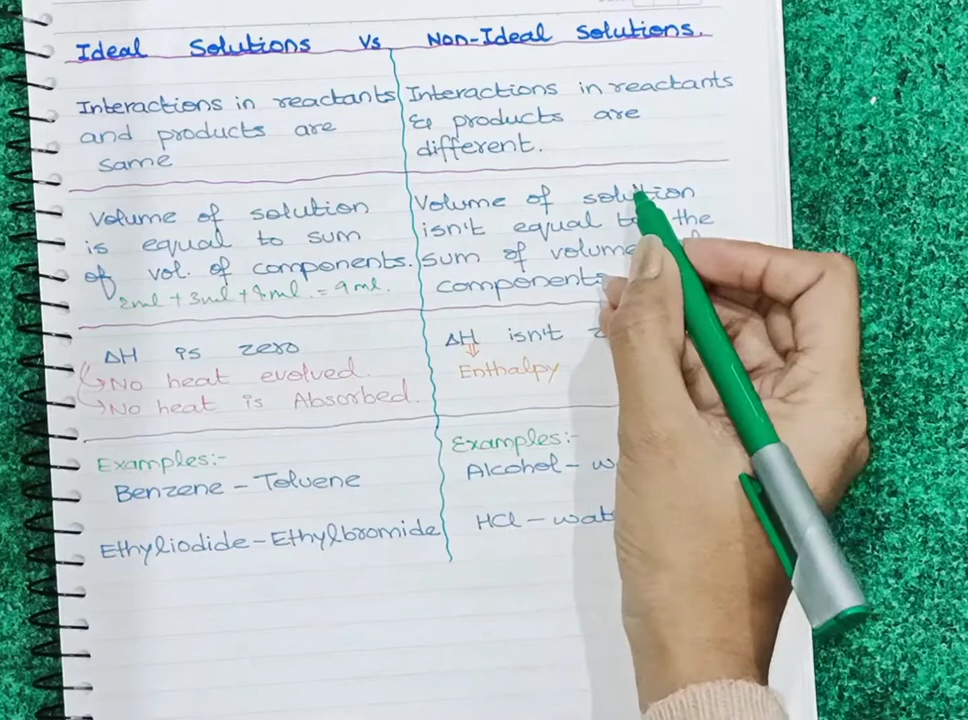 Ideal Solutions Vs Non-Ideal Solutions.
Interactions in reactants
and products are
same
Interactions in reactants
& products are
different.
Volume of solution
is equal to sum
of vol. of components.
2ml + 3ml + 4ml = 9ml.
Volume of solution
isn't equal to the
sum of volume
components
ΔH is zero
No heat evolved.
No heat is Absorbed.
ΔH isn't
Enthalpy
Examples:-
Benzene - Toluene
Ethyliodide - Ethylbromide
Examples:-
Alcohol -
HCl - wat